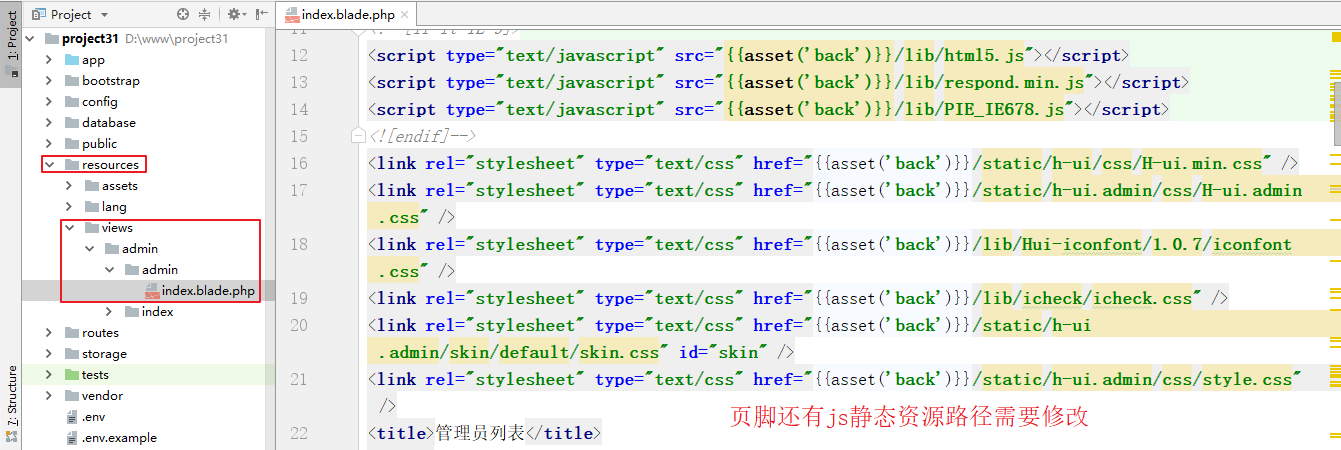 1: Project
7: Structure
Project
project31 D:\www\project31
app
bootstrap
config
database
public
resources
assets
lang
views
admin
admin
index.blade.php
index
routes
storage
tests
vendor
.env
.env.example
index.blade.php
12 <script type="text/javascript" src="{{asset('back')}}/lib/html5.js"></script>
13 <script type="text/javascript" src="{{asset('back')}}/lib/respond.min.js"></script>
14 <script type="text/javascript" src="{{asset('back')}}/lib/PIE_IE678.js"></script>
15 <![endif]-->
16 <link rel="stylesheet" type="text/css" href="{{asset('back')}}/static/h-ui/css/H-ui.min.css" />
17 <link rel="stylesheet" type="text/css" href="{{asset('back')}}/static/h-ui.admin/css/H-ui.admin
.css" />
18 <link rel="stylesheet" type="text/css" href="{{asset('back')}}/lib/Hui-iconfont/1.0.7/iconfont
.css" />
19 <link rel="stylesheet" type="text/css" href="{{asset('back')}}/lib/icheck/icheck.css" />
20 <link rel="stylesheet" type="text/css" href="{{asset('back')}}/static/h-ui
.admin/skin/default/skin.css" id="skin" />
21 <link rel="stylesheet" type="text/css" href="{{asset('back')}}/static/h-ui.admin/css/style.css"
/>
页脚还有js静态资源路径需要修改
22 <title>管理员列表</title>